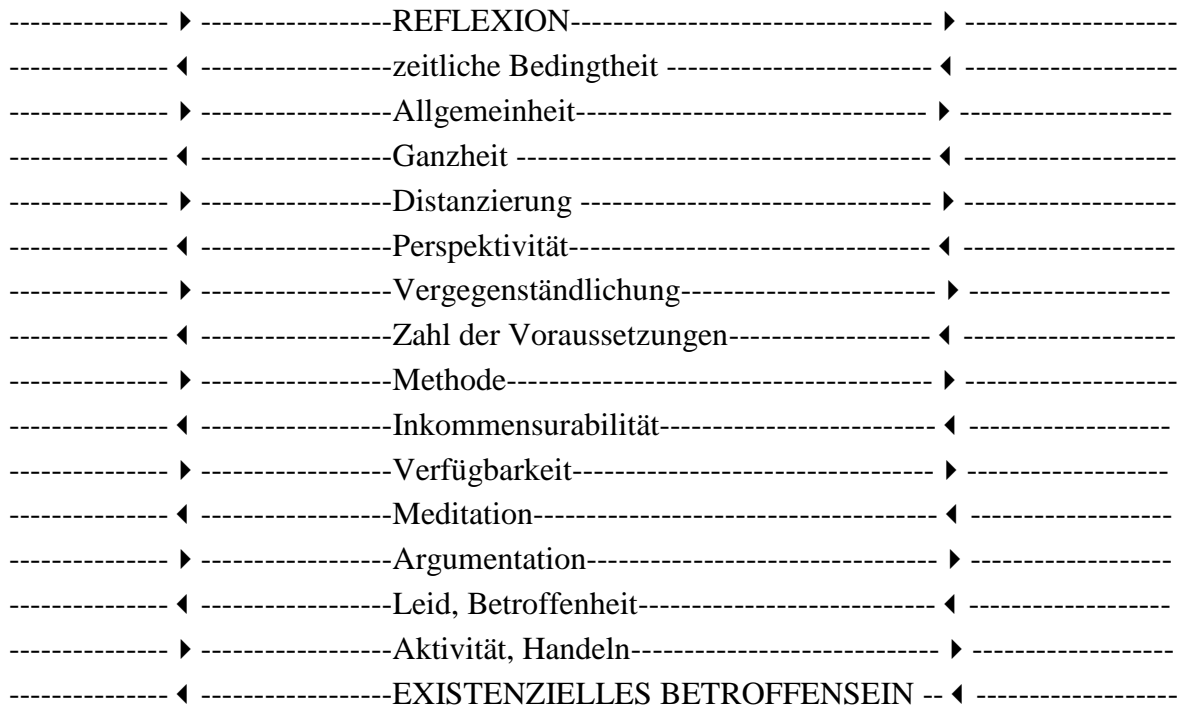 --------------- ▶ ------------------REFLEXION---------------------------------- ▶ --------------------
--------------- ◀ ------------------zeitliche Bedingtheit ------------------------- ◀ --------------------
--------------- ▶ ------------------Allgemeinheit--------------------------------- ▶ --------------------
--------------- ◀ ------------------Ganzheit --------------------------------------- ◀ --------------------
--------------- ▶ ------------------Distanzierung --------------------------------- ▶ --------------------
--------------- ◀ ------------------Perspektivität---------------------------------- ◀ --------------------
--------------- ▶ ------------------Vergegenständlichung------------------------ ▶ -------------------
--------------- ◀ ------------------Zahl der Voraussetzungen------------------- ◀ --------------------
--------------- ▶ ------------------Methode---------------------------------------- ▶ --------------------
--------------- ◀ ------------------Inkommensurabilität-------------------------- ◀ -------------------
--------------- ▶ ------------------Verfügbarkeit---------------------------------- ▶ -------------------
--------------- ◀ ------------------Meditation-------------------------------------- ◀ -------------------
--------------- ▶ ------------------Argumentation--------------------------------- ▶ -------------------
--------------- ◀ ------------------Leid, Betroffenheit---------------------------- ◀ -------------------
--------------- ▶ ------------------Aktivität, Handeln----------------------------- ▶ -------------------
--------------- ◀ ------------------EXISTENZIELLES BETROFFENSEIN -- ◀ -------------------